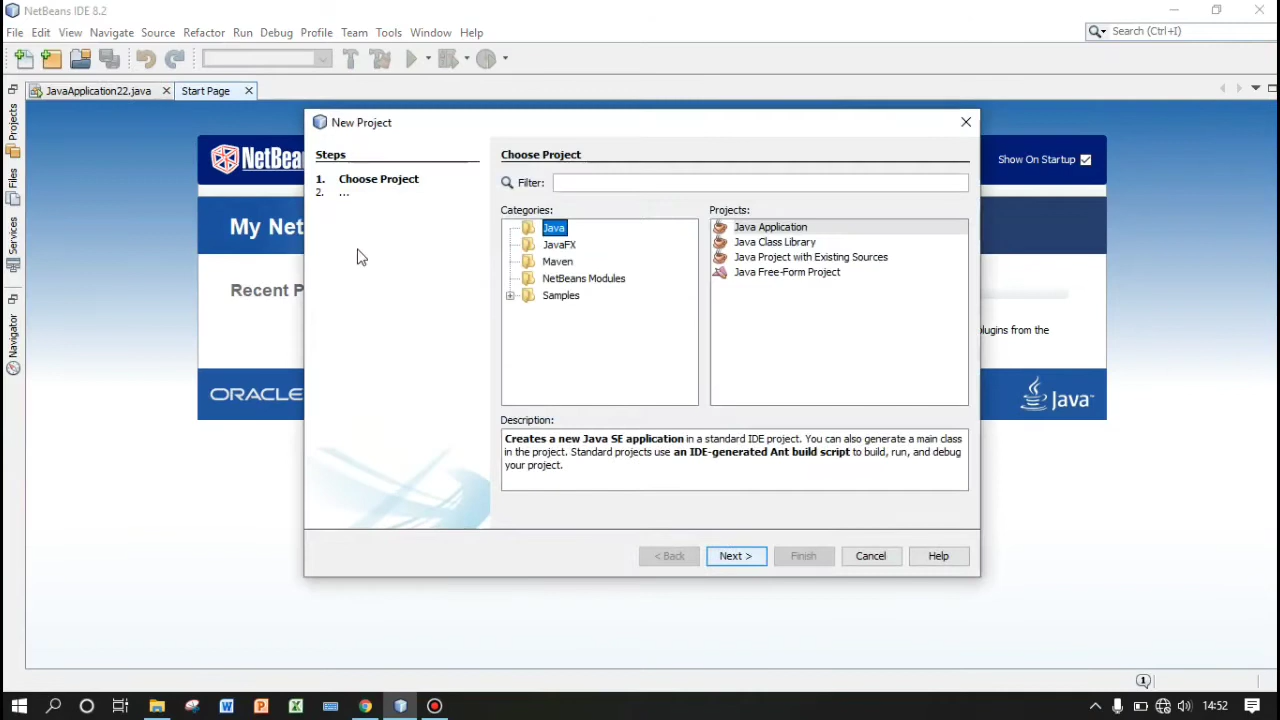 NetBeans IDE 8.2
File Edit View Navigate Source Refactor Run Debug Profile Team Tools Window Help
Search (Ctrl+I)
JavaApplication22.java
Start Page
Projects
Files
Services
Navigator
NetBea
Show On Startup
My Net
Recent P
plugins from the
ORACLE
Java™
New Project
Steps
1. Choose Project
2. ...
Choose Project
Filter:
Categories:
Java
JavaFX
Maven
NetBeans Modules
Samples
Projects:
Java Application
Java Class Library
Java Project with Existing Sources
Java Free-Form Project
Description:
Creates a new Java SE application in a standard IDE project. You can also generate a main class
in the project. Standard projects use an IDE-generated Ant build script to build, run, and debug
your project.
< Back
Next >
Finish
Cancel
Help
1
14:52